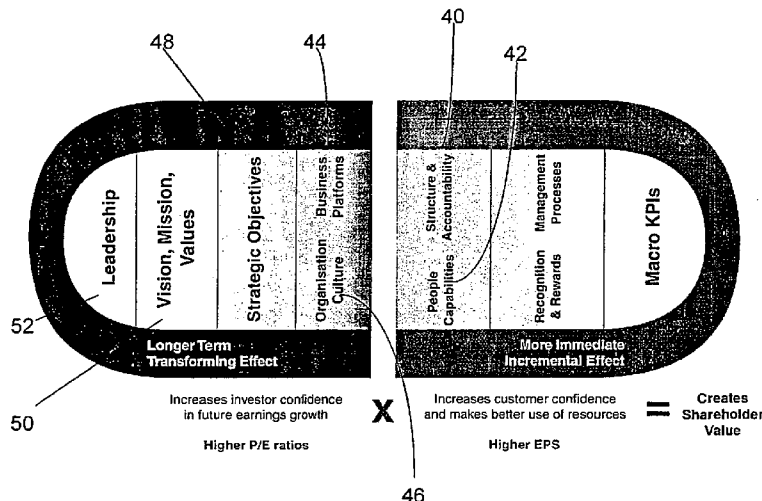 40
48
44
42
Leadership
Vision, Mission,
Values
Strategic Objectives
Business
Platforms
Organisation
Culture
Structure &
Accountability
People
Capabilities
Management
Processes
Recognition
& Rewards
Macro KPIs
52
Longer Term
Transforming Effect
More Immediate
Incremental Effect
50
Increases investor confidence
in future earnings growth
X
Increases customer confidence
and makes better use of resources
=
Creates
Shareholder
Value
Higher P/E ratios
Higher EPS
46